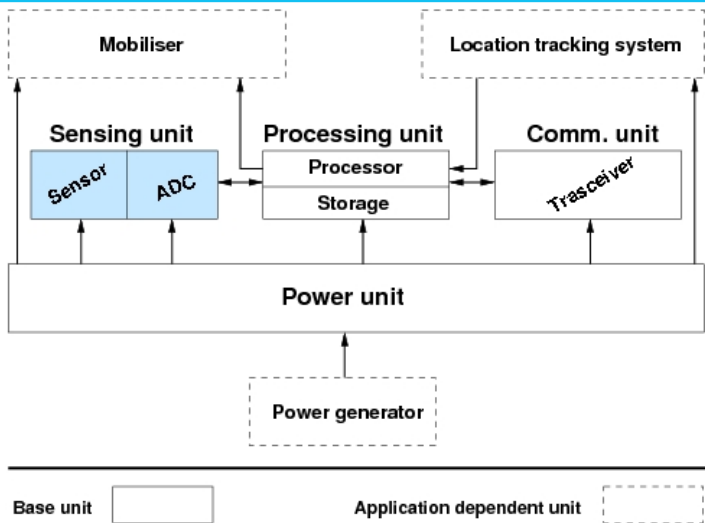 Mobiliser
Location tracking system
Sensing unit
Processing unit
Comm. unit
Sensor
ADC
Processor
Storage
Trasceiver
Power unit
Power generator
Base unit
Application dependent unit